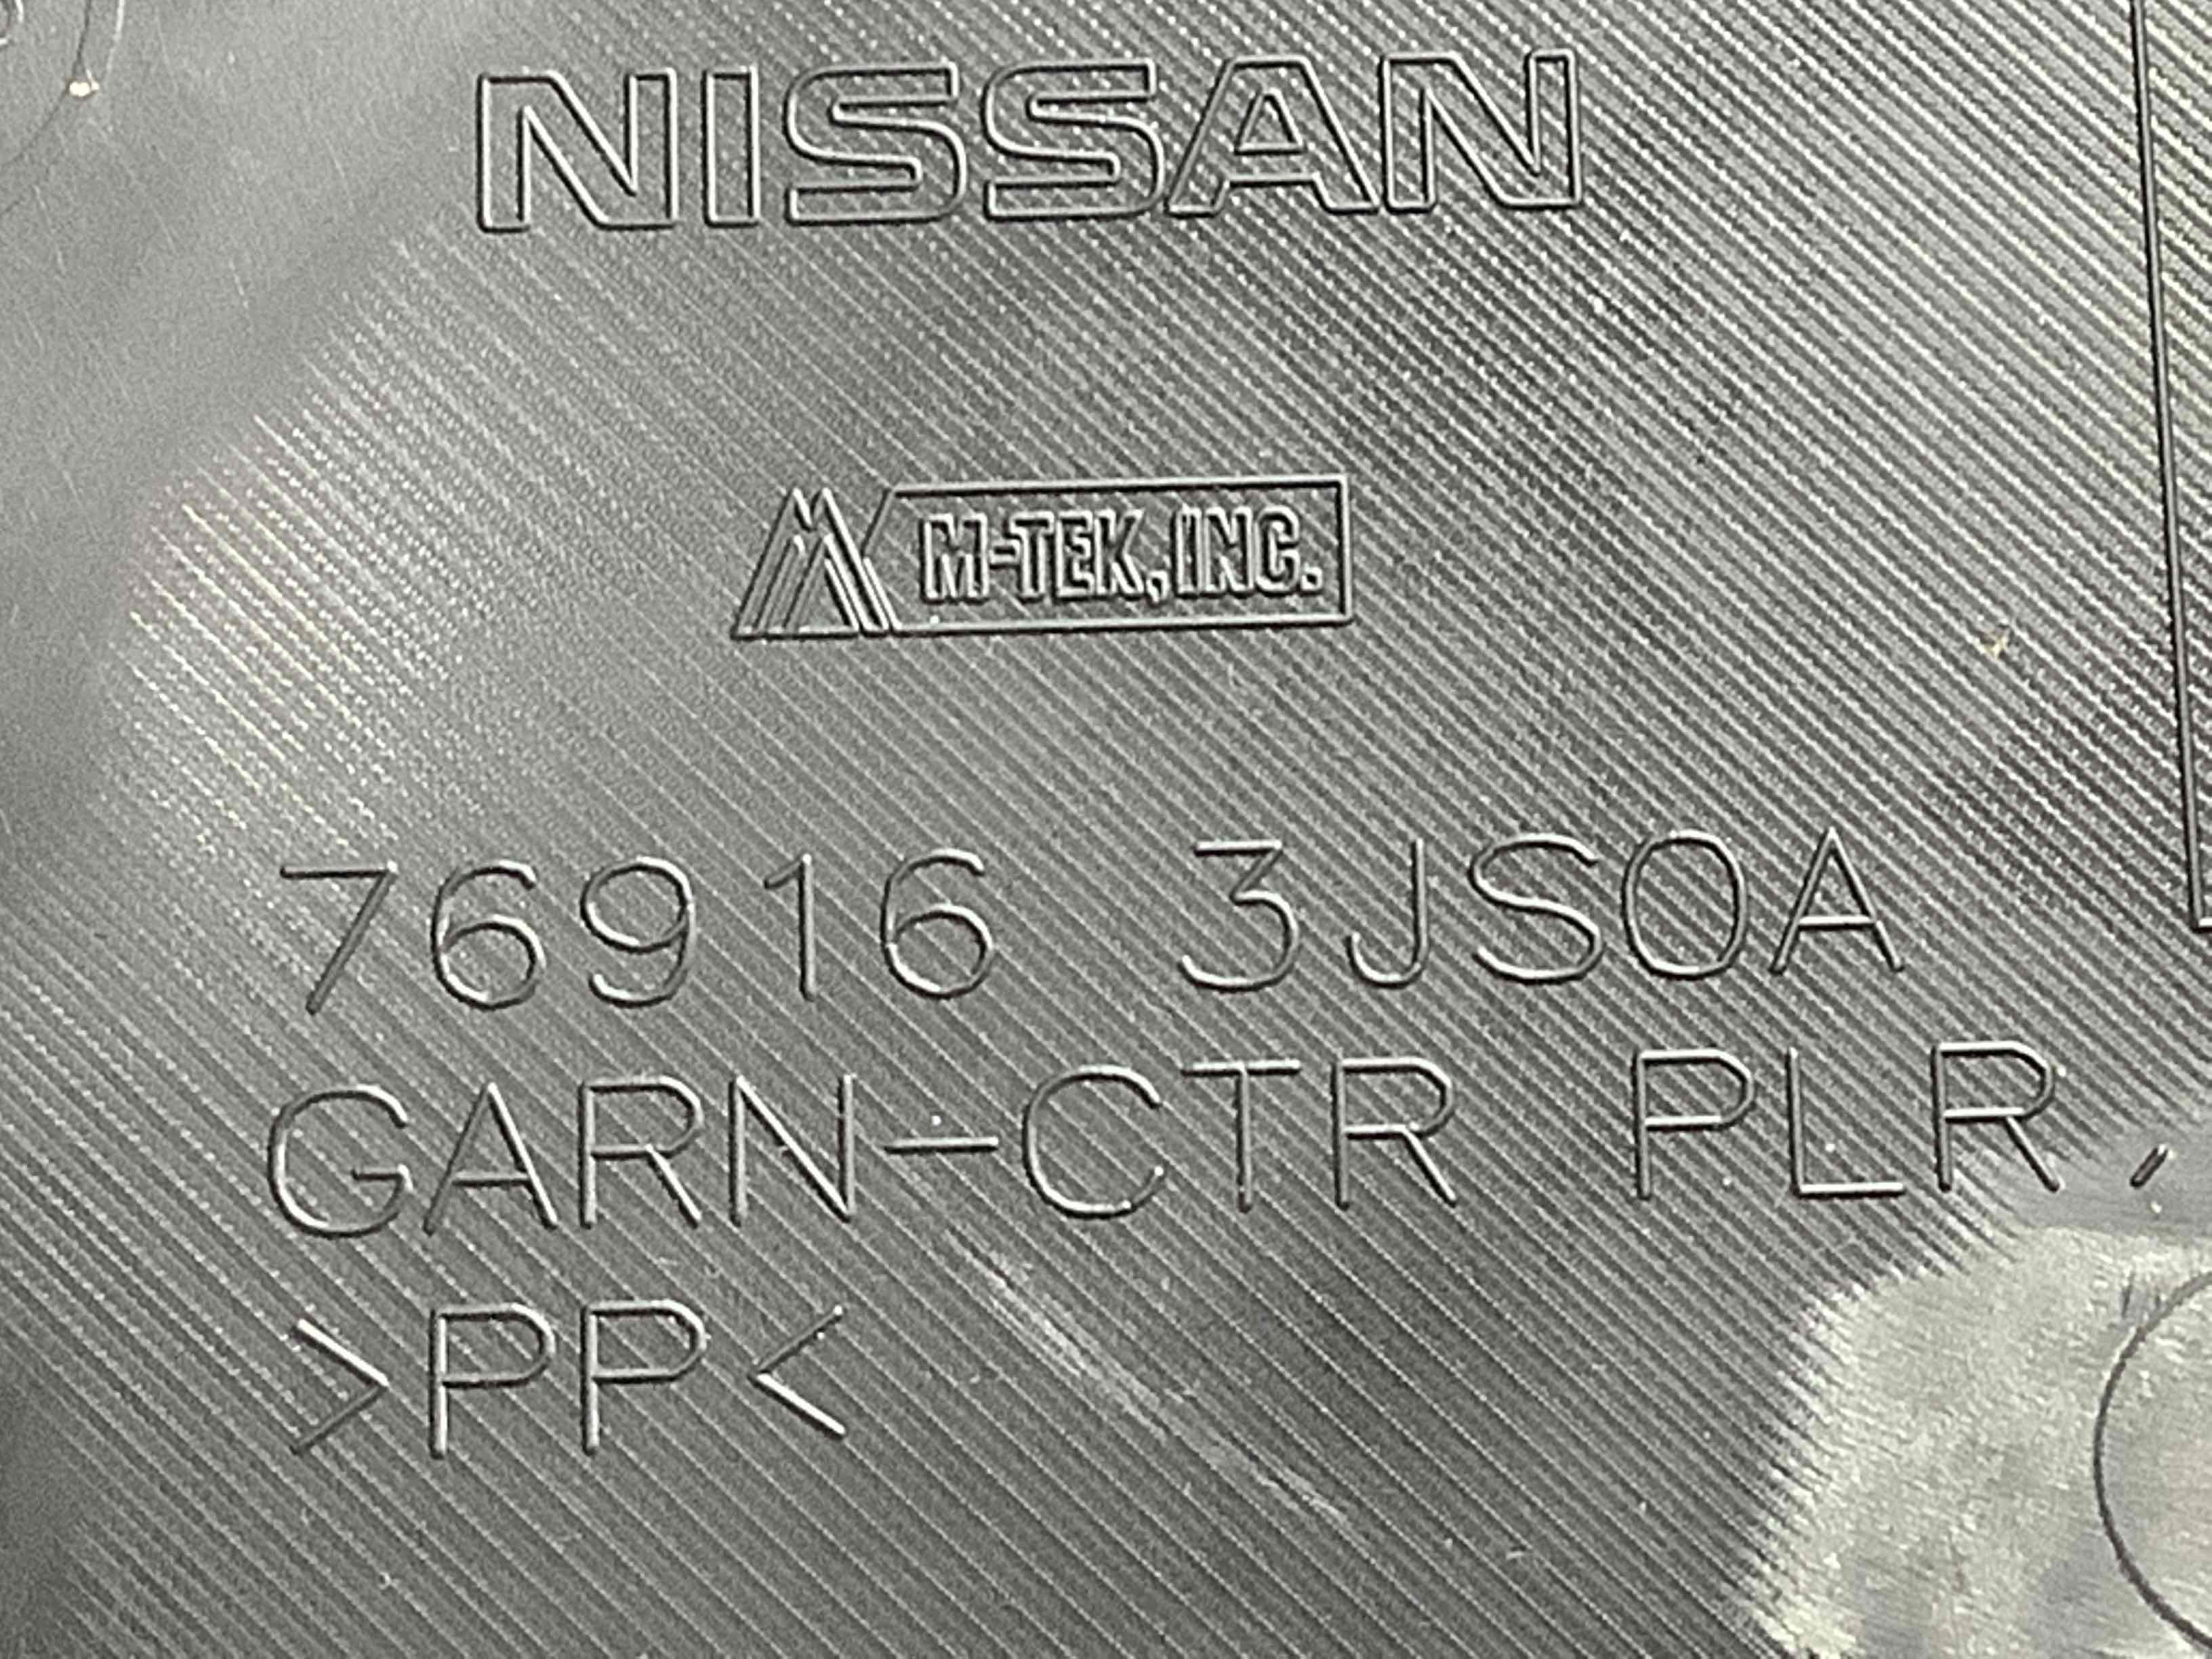 NISSAN
M-TEK,INC.
76916 3JS0A
GARN-CTR PLR,
>PP<